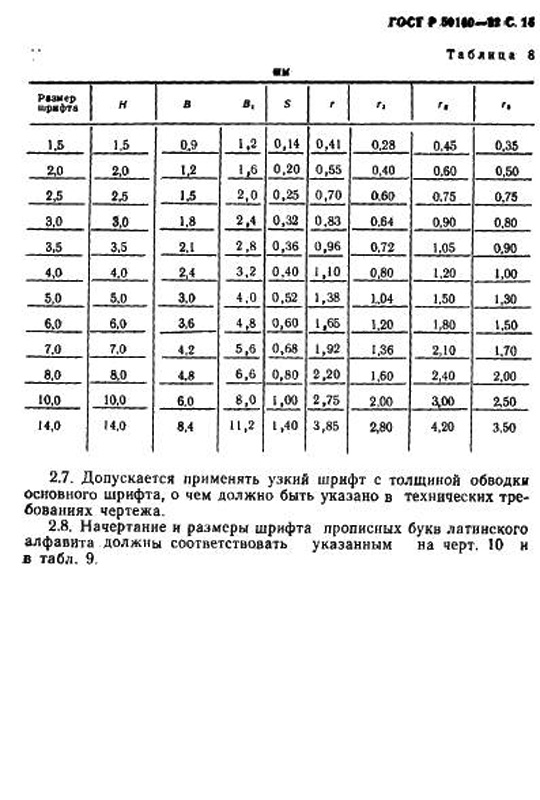 ГОСТ Р 50140—92 С. 15
Таблица 8
мм
Размер шрифта H B B₁ S r r₁ r₂ r₃
1,5 1,5 0,9 1,2 0,14 0,41 0,28 0,45 0,35
2,0 2,0 1,2 1,6 0,20 0,55 0,40 0,60 0,50
2,5 2,5 1,5 2,0 0,25 0,70 0,60 0,75 0,75
3,0 3,0 1,8 2,4 0,32 0,83 0,64 0,90 0,80
3,5 3,5 2,1 2,8 0,36 0,96 0,72 1,05 0,90
4,0 4,0 2,4 3,2 0,40 1,10 0,80 1,20 1,00
5,0 5,0 3,0 4,0 0,52 1,38 1,04 1,50 1,30
6,0 6,0 3,6 4,8 0,60 1,65 1,20 1,80 1,50
7,0 7,0 4,2 5,6 0,68 1,92 1,36 2,10 1,70
8,0 8,0 4,8 6,6 0,80 2,20 1,60 2,40 2,00
10,0 10,0 6,0 8,0 1,00 2,75 2,00 3,00 2,50
14,0 14,0 8,4 11,2 1,40 3,85 2,80 4,20 3,50
2.7. Допускается применять узкий шрифт с толщиной обводки
основного шрифта, о чем должно быть указано в технических тре-
бованиях чертежа.
2.8. Начертание и размеры шрифта прописных букв латинского
алфавита должны соответствовать указанным на черт. 10 и
в табл. 9.